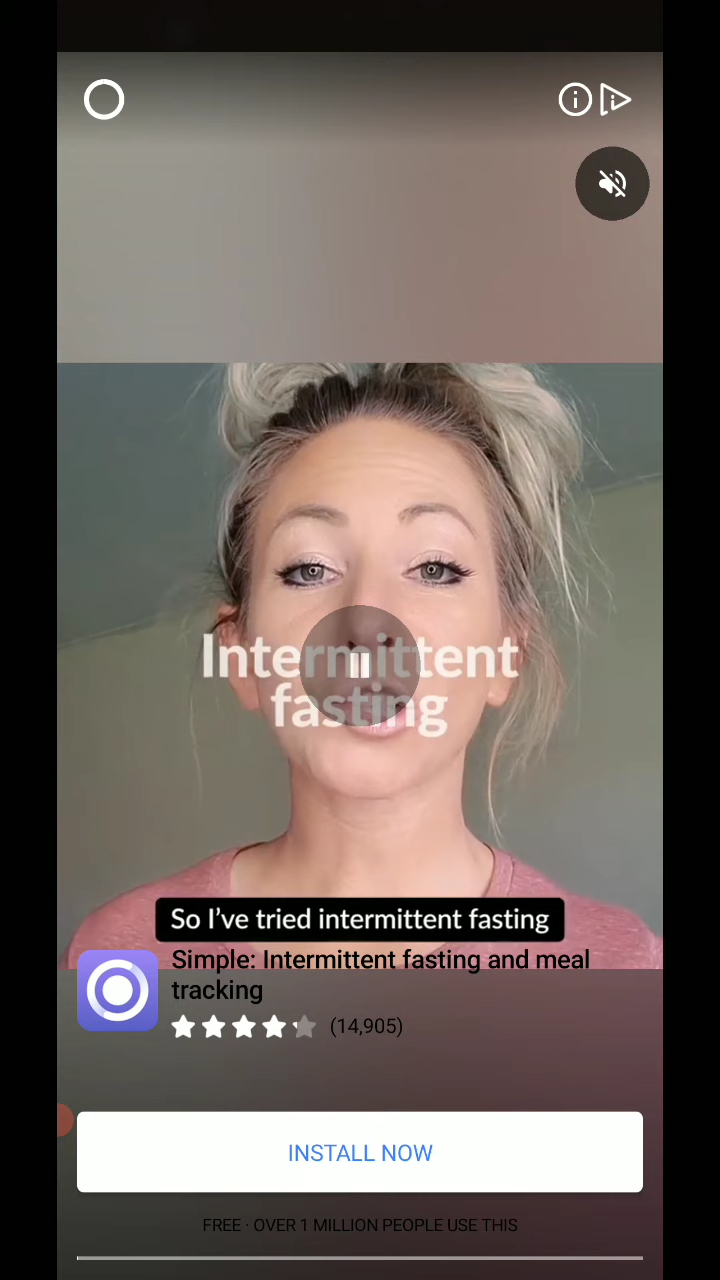 Intermittent
fasting
So I've tried intermittent fasting
Simple: Intermittent fasting and meal
tracking
(14,905)
INSTALL NOW
FREE · OVER 1 MILLION PEOPLE USE THIS